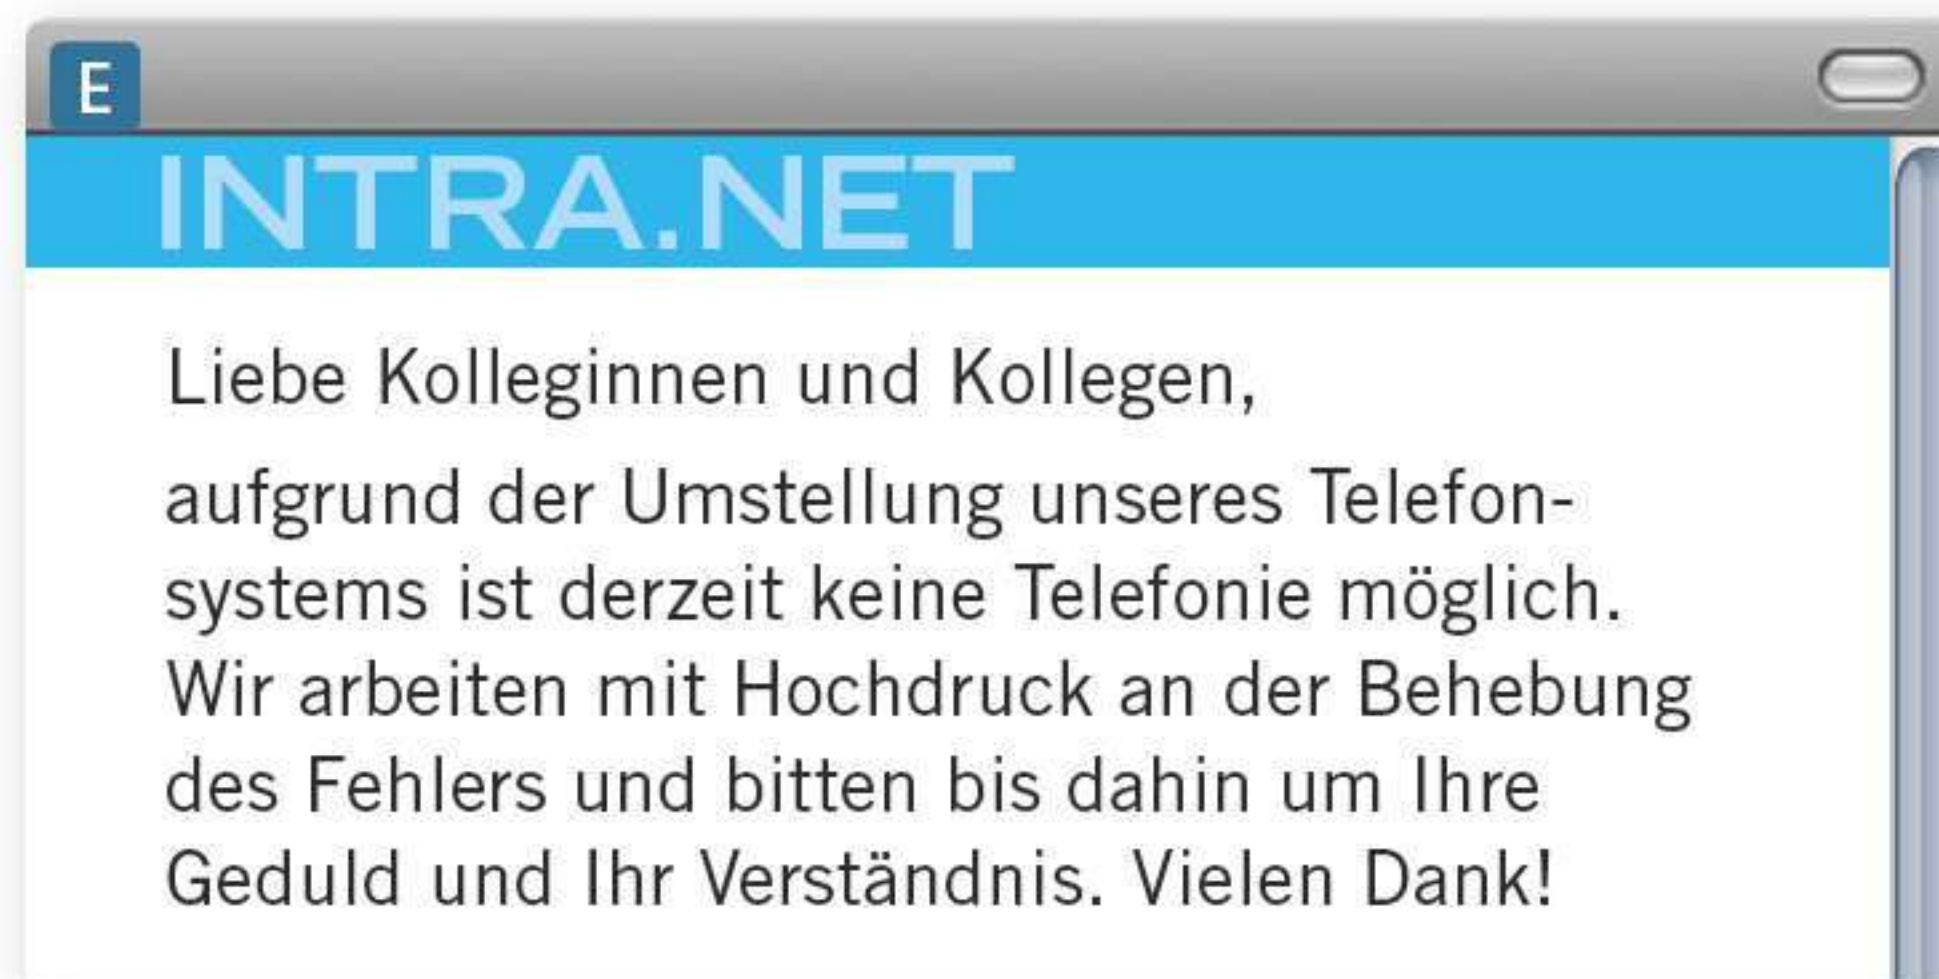 E
INTRA.NET
Liebe Kolleginnen und Kollegen,
aufgrund der Umstellung unseres Telefon-
systems ist derzeit keine Telefonie möglich.
Wir arbeiten mit Hochdruck an der Behebung
des Fehlers und bitten bis dahin um Ihre
Geduld und Ihr Verständnis. Vielen Dank!